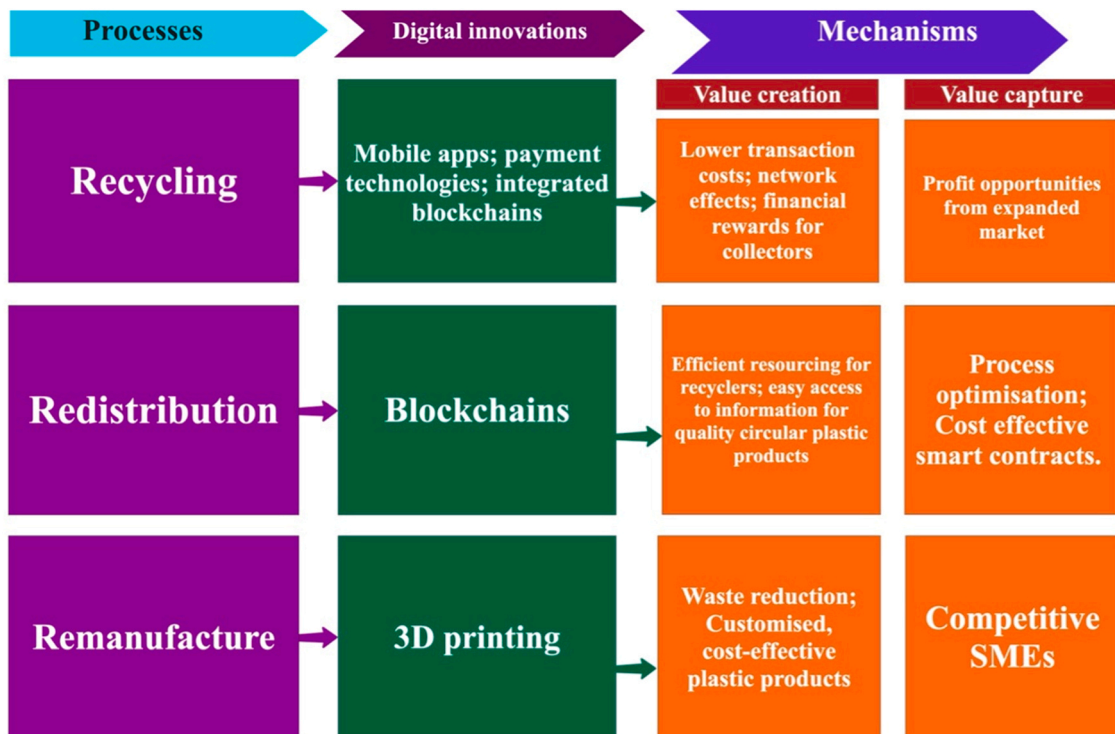 Processes
Digital innovations
Mechanisms
Value creation
Value capture
Recycling
Mobile apps; payment
technologies; integrated
blockchains
Lower transaction
costs; network
effects; financial
rewards for
collectors
Profit opportunities
from expanded
market
Redistribution
Blockchains
Efficient resourcing for
recyclers; easy access
to information for
quality circular plastic
products
Process
optimisation;
Cost effective
smart contracts.
Remanufacture
3D printing
Waste reduction;
Customised,
cost-effective
plastic products
Competitive
SMEs